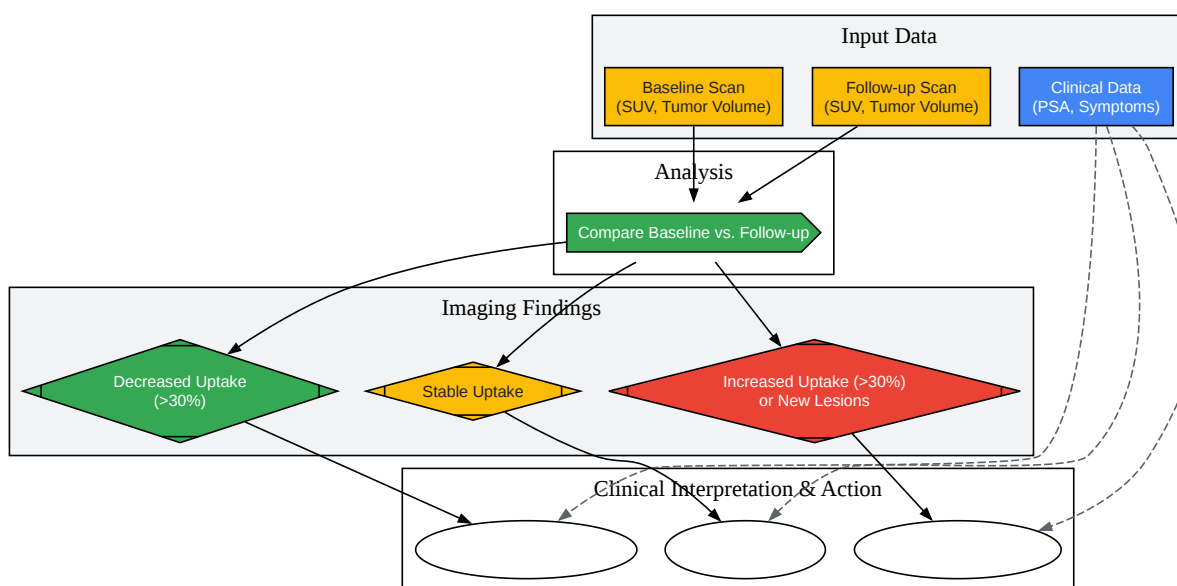 Input Data
Baseline Scan
(SUV, Tumor Volume)
Follow-up Scan
(SUV, Tumor Volume)
Clinical Data
(PSA, Symptoms)
Analysis
Compare Baseline vs. Follow-up
Imaging Findings
Decreased Uptake
(>30%)
Stable Uptake
Increased Uptake (>30%)
or New Lesions
Clinical Interpretation & Action